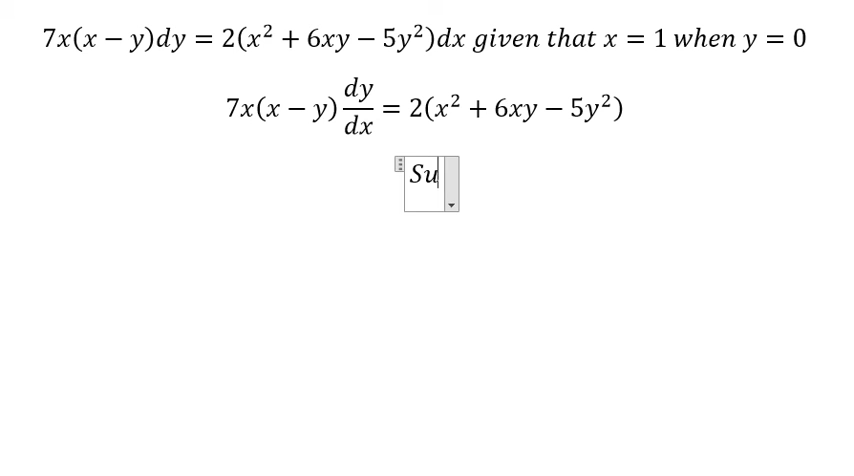 7x(x − y)dy = 2(x² + 6xy − 5y²)dx given that x = 1 when y = 0
7x(x − y) dy/dx = 2(x² + 6xy − 5y²)
Su